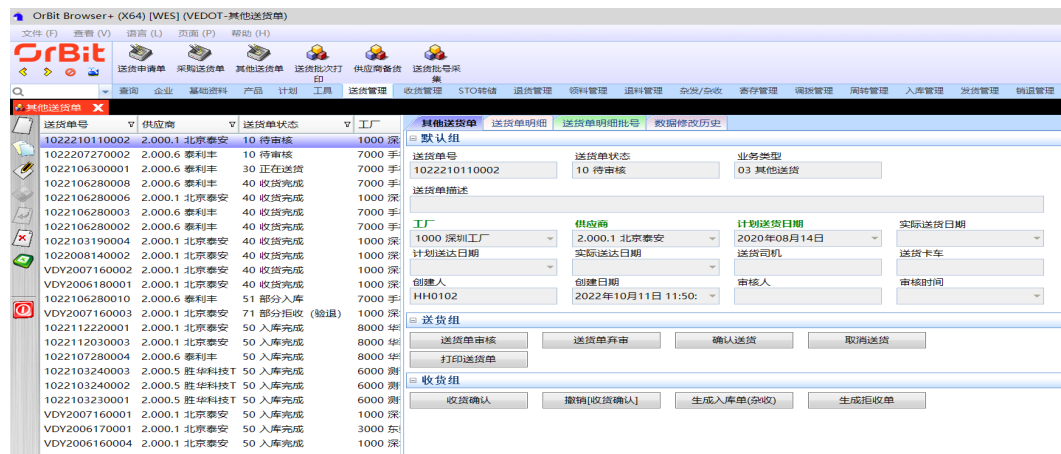 OrBit Browser+ (X64) [WES] (VEDOT-其他送货单)
文件 (F) 查看 (V) 语言 (L) 页面 (P) 帮助 (H)
OrBit
送货申请单 采购送货单 其他送货单 送货批次打印 供应商备货 送货批号采集
查询 企业 基础资料 产品 计划 工具 送货管理 收货管理 STO转储 退货管理 领料管理 退料管理 杂发/杂收 寄存管理 调拨管理 周转管理 入库管理 发货管理 销退管理
其他送货单 X
送货单号 供应商 送货单状态 工厂
1022210110002 2.000.1 北京泰安 10 待审核 1000 深
1022207270002 2.000.6 泰利丰 10 待审核 7000 手
1022106300001 2.000.6 泰利丰 30 正在送货 7000 手
1022106280008 2.000.6 泰利丰 40 收货完成 7000 手
1022106280006 2.000.1 北京泰安 40 收货完成 1000 深
1022106280003 2.000.6 泰利丰 40 收货完成 7000 手
1022106280002 2.000.6 泰利丰 40 收货完成 7000 手
1022103190004 2.000.1 北京泰安 40 收货完成 1000 深
1022008140002 2.000.1 北京泰安 40 收货完成 1000 深
VDY2007160002 2.000.1 北京泰安 40 收货完成 1000 深
VDY2006180001 2.000.1 北京泰安 40 收货完成 1000 深
1022106280010 2.000.6 泰利丰 51 部分入库 7000 手
VDY2007160003 2.000.1 北京泰安 71 部分拒收 (验退) 1000 深
1022112220001 2.000.1 北京泰安 50 入库完成 8000 华
1022112030003 2.000.1 北京泰安 50 入库完成 8000 华
1022107280004 2.000.6 泰利丰 50 入库完成 8000 华
1022103240003 2.000.5 胜华科技T 50 入库完成 6000 测
1022103240002 2.000.5 胜华科技T 50 入库完成 6000 测
1022103230001 2.000.5 胜华科技T 50 入库完成 6000 测
VDY2007160001 2.000.1 北京泰安 50 入库完成 1000 深
VDY2006170001 2.000.1 北京泰安 50 入库完成 3000 东
VDY2006160004 2.000.1 北京泰安 50 入库完成 1000 深
其他送货单 送货单明细 送货单明细批号 数据修改历史
默认组
送货单号 送货单状态 业务类型
1022210110002 10 待审核 03 其他送货
送货单描述
工厂 供应商 计划送货日期 实际送货日期
1000 深圳工厂 2.000.1 北京泰安 2020年08月14日
计划送达日期 实际送达日期 送货司机 送货卡车
创建人 创建日期 审核人 审核时间
HH0102 2022年10月11日 11:50:
送货组
送货单审核 送货单弃审 确认送货 取消送货
打印送货单
收货组
收货确认 撤销[收货确认] 生成入库单(杂收) 生成拒收单